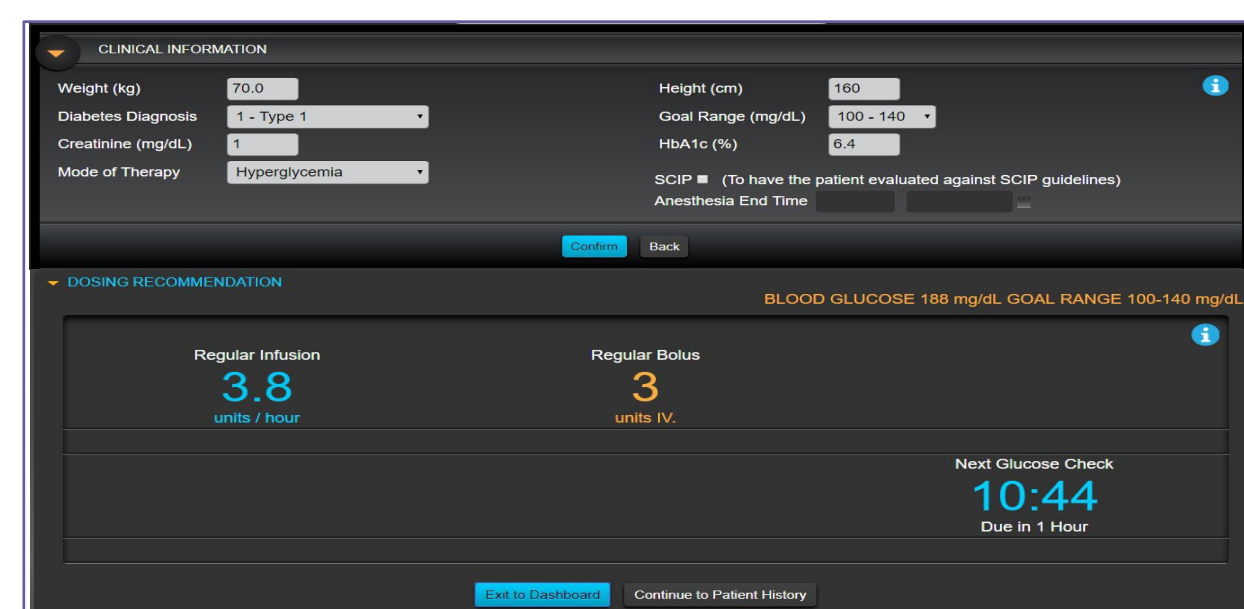 CLINICAL INFORMATION
Weight (kg) 70.0 Height (cm) 160
Diabetes Diagnosis 1 - Type 1 Goal Range (mg/dL) 100 - 140
Creatinine (mg/dL) 1 HbA1c (%) 6.4
Mode of Therapy Hyperglycemia
SCIP (To have the patient evaluated against SCIP guidelines)
Anesthesia End Time
Confirm Back
DOSING RECOMMENDATION
BLOOD GLUCOSE 188 mg/dL GOAL RANGE 100-140 mg/dL
Regular Infusion Regular Bolus
3.8 3
units / hour units IV.
Next Glucose Check
10:44
Due in 1 Hour
Exit to Dashboard Continue to Patient History